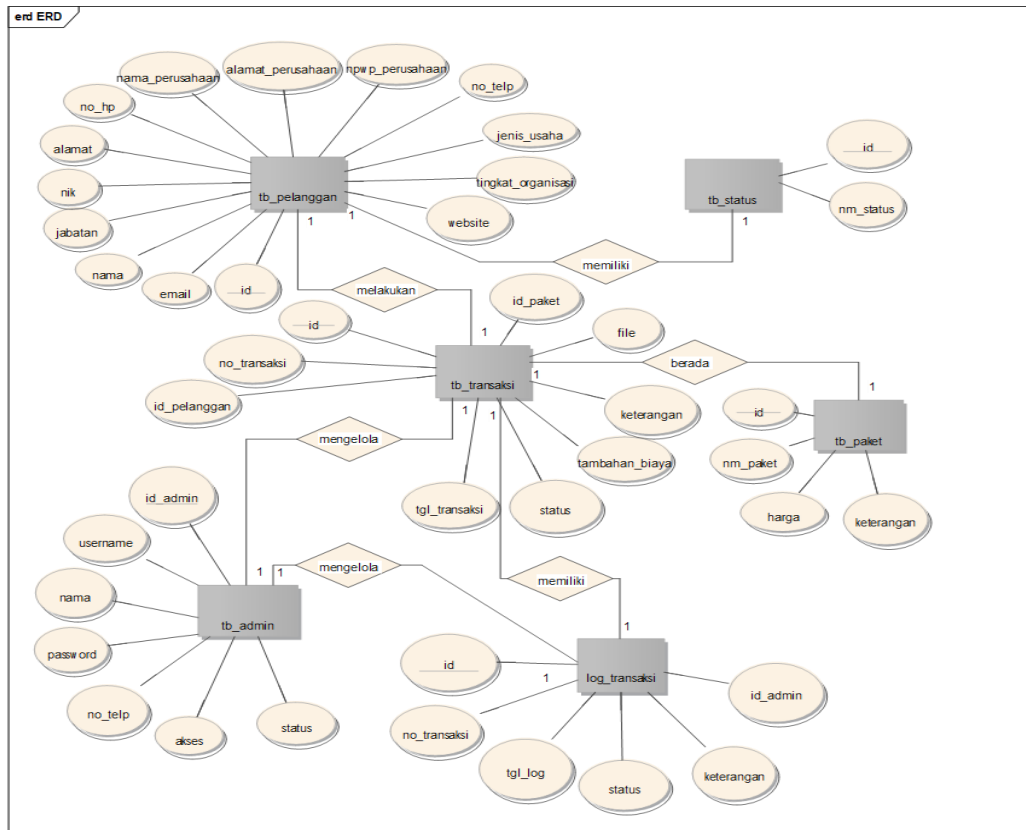 erd ERD
nama_perusahaan
alamat_perusahaan
npwp_perusahaan
no_telp
no_hp
jenis_usaha
alamat
id
tb_pelanggan
tb_status
nik
tingkat_organisasi
nm_status
jabatan
website
1
1
1
memiliki
nama
email
id
melakukan
id_paket
id
1
file
no_transaksi
tb_transaksi
berada
1
1
id_pelanggan
1
1
keterangan
id
tb_paket
mengelola
tambahan_biaya
nm_paket
id_admin
tgl_transaksi
status
harga
keterangan
username
1
1
mengelola
memiliki
nama
tb_admin
1
password
id
log_transaksi
1
id_admin
no_telp
akses
status
no_transaksi
tgl_log
status
keterangan